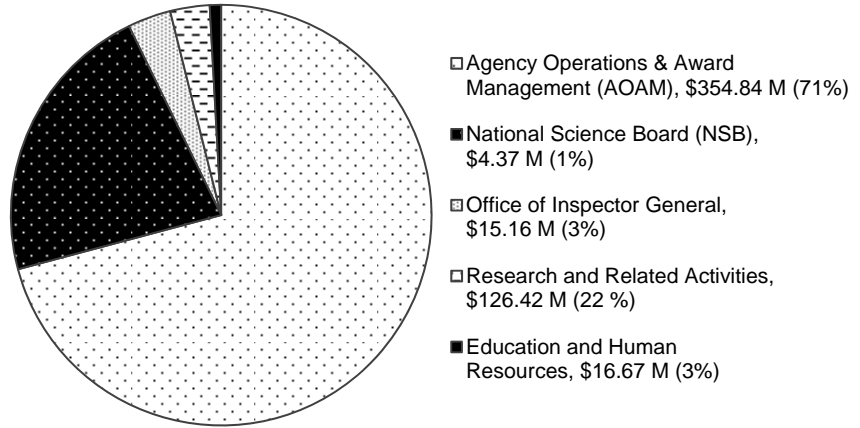 Agency Operations & Award
Management (AOAM), $354.84 M (71%)
National Science Board (NSB),
$4.37 M (1%)
Office of Inspector General,
$15.16 M (3%)
Research and Related Activities,
$126.42 M (22 %)
Education and Human
Resources, $16.67 M (3%)